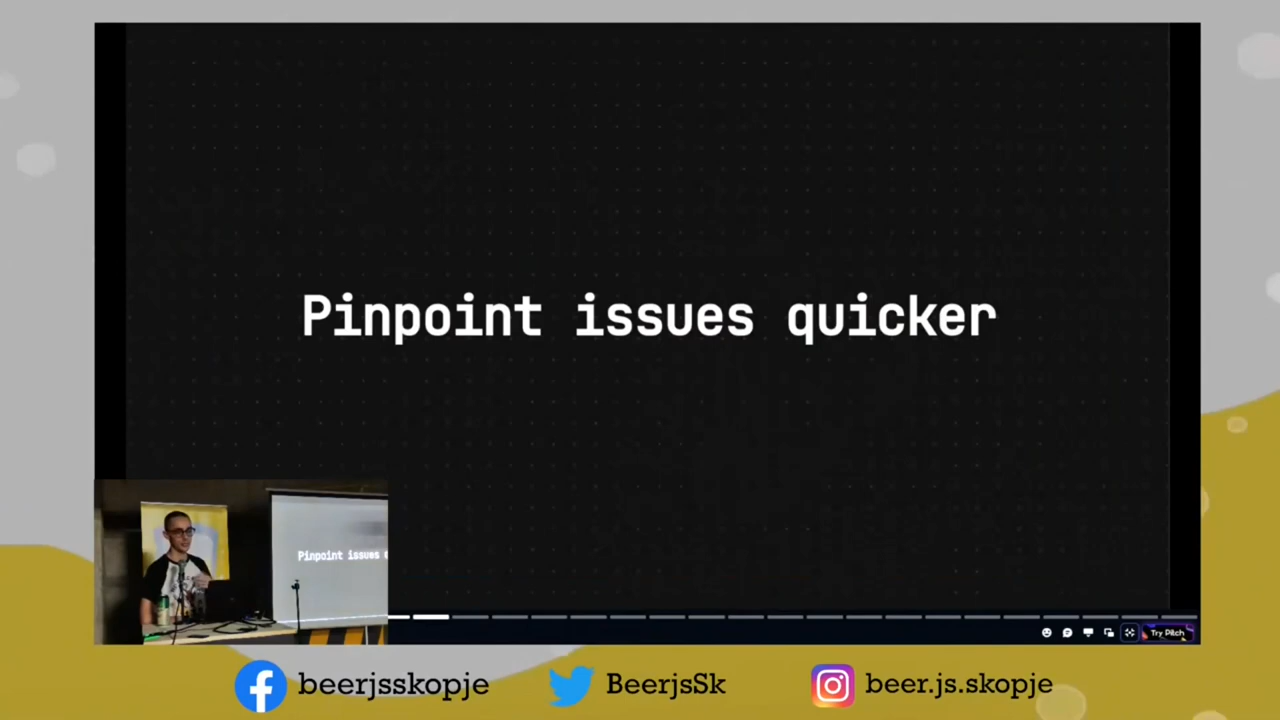 Pinpoint issues quicker
Pinpoint issues
Try Pitch
beerjsskopje
BeerjsSk
beer.js.skopje